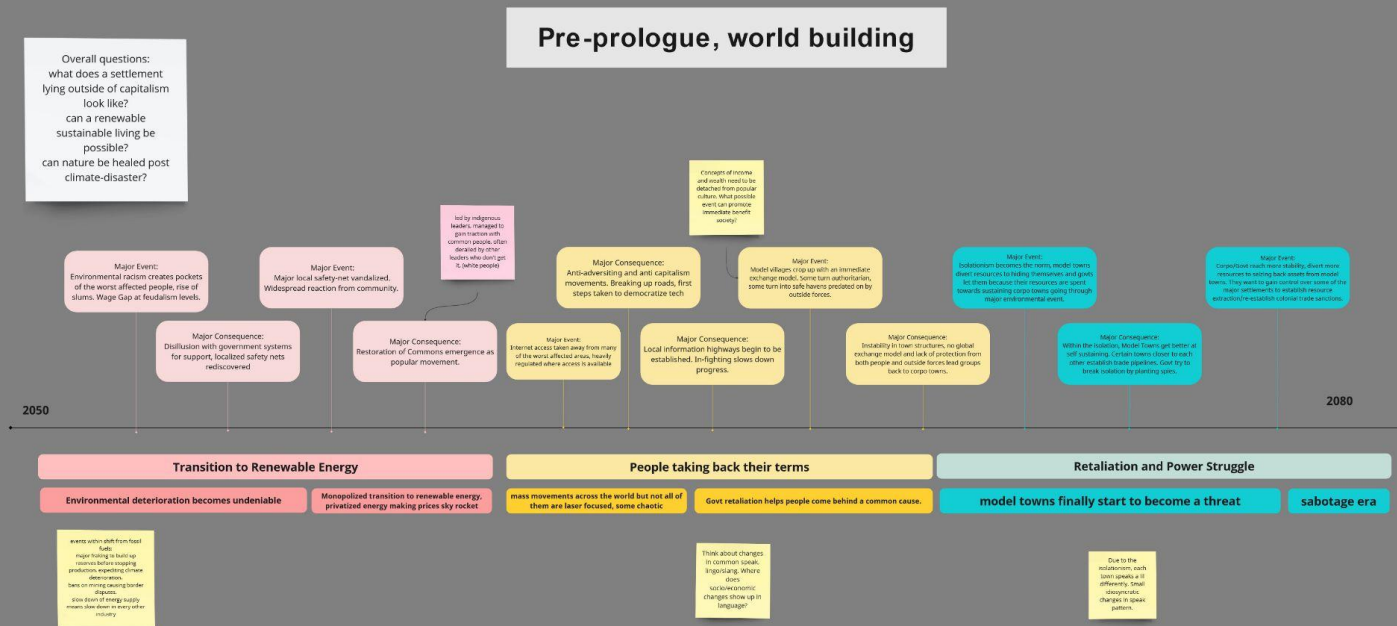 Pre-prologue, world building
Overall questions:
what does a settlement
lying outside of capitalism
look like?
can a renewable
sustainable living be
possible?
can nature be healed post
climate-disaster?
Concepts of income
and wealth need to be
detached from popular
culture. What possible
event can promote
immediate benefit
society?
led by indigenous
leaders, managed to
gain traction with
common people, often
derailed by other
leaders who don't get
it. (white people)
Major Event:
Environmental racism creates pockets
of the worst affected people, rise of
slums. Wage Gap at feudalism levels.
Major Event:
Major local safety-net vandalized.
Widespread reaction from community.
Major Consequence:
Anti-adversiting and anti capitalism
movements. Breaking up roads, first
steps taken to democratize tech
Major Event:
Model villages crop up with an immediate
exchange model. Some turn authoritarian,
some turn into safe havens predated on by
outside forces.
Major Event:
Isolationism becomes the norm, model towns
divert resources to hiding themselves and govts
let them because their resources are spent
towards sustaining corpo towns going through
major environmental event.
Major Event:
Corpo/Govt reach more stability, divert more
resources to seizing back assets from model
towns. They want to gain control over some of the
major settlements to establish resource
extraction/re-establish colonial trade sanctions.
Major Consequence:
Disillusion with government systems
for support, localized safety nets
rediscovered
Major Consequence:
Restoration of Commons emergence as
popular movement.
Major Event:
Internet access taken away from many
of the worst affected areas, heavily
regulated where access is available
Major Consequence:
Local information highways begin to be
established. In-fighting slows down
progress.
Major Consequence:
Instability in town structures, no global
exchange model and lack of protection from
both people and outside forces lead groups
back to corpo towns.
Major Consequence:
Within the isolation, Model Towns get better at
self sustaining. Certain towns closer to each
other establish trade pipelines. Govt try to
break isolation by planting spies.
2050
2080
Transition to Renewable Energy
People taking back their terms
Retaliation and Power Struggle
Environmental deterioration becomes undeniable
Monopolized transition to renewable energy,
privatized energy making prices sky rocket
mass movements across the world but not all of
them are laser focused, some chaotic
Govt retaliation helps people come behind a common cause.
model towns finally start to become a threat
sabotage era
events within shift from fossil
fuels:
major fraking to build up
reserves before stopping
production, expediting climate
deterioration.
bans on mining causing border
disputes.
slow down of energy supply
means slow down in every other
industry
Think about changes
in common speak,
lingo/slang. Where
does
socio/economic
changes show up in
language?
Due to the
isolationism, each
town speaks a lil
differently. Small
idiosyncratic
changes in speak
pattern.